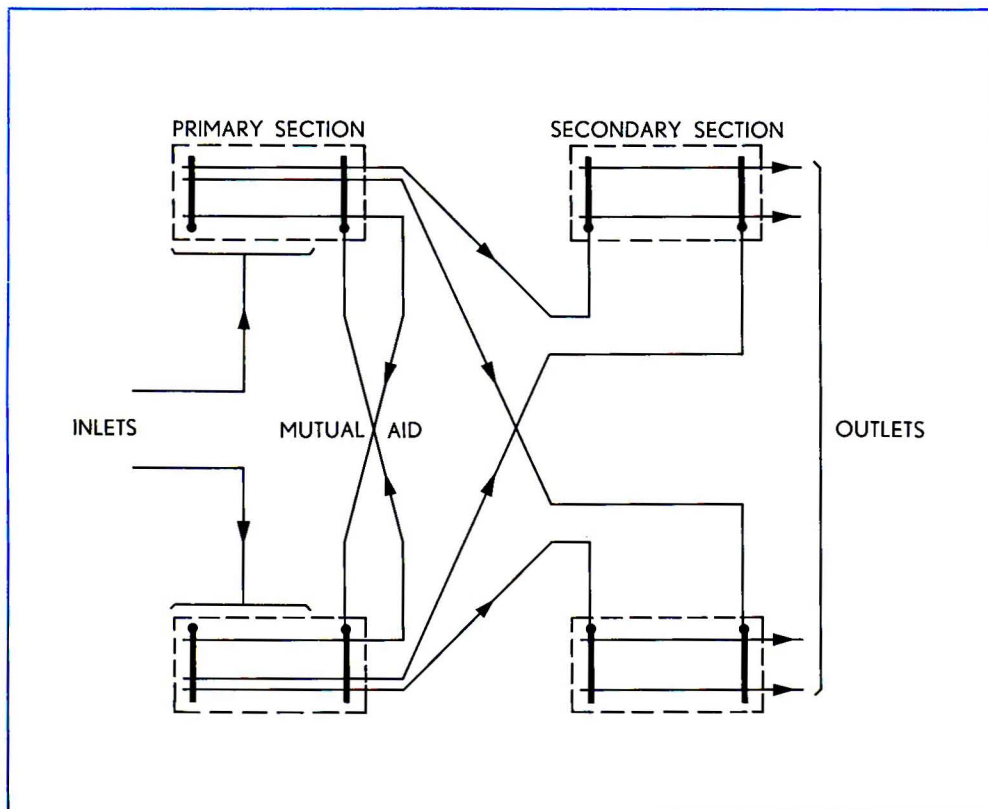 PRIMARY SECTION
SECONDARY SECTION
INLETS
MUTUAL AID
OUTLETS